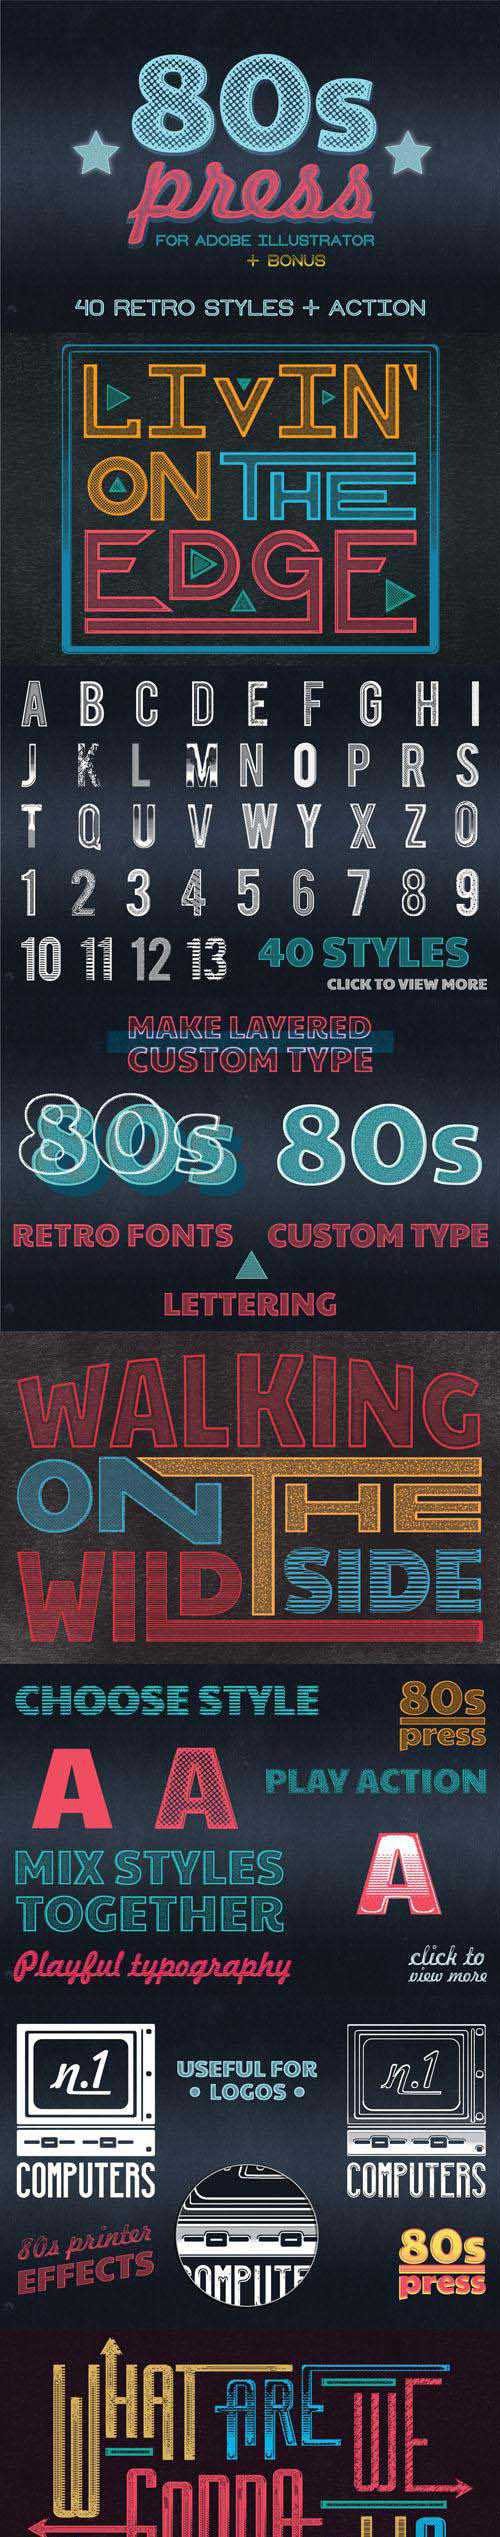 80s
press
FOR ADOBE ILLUSTRATOR
+ BONUS
40 RETRO STYLES + ACTION
LIVIN'
ON THE
EDGE
A B C D E F G H I
J K L M N O P R S
T Q U V W Y X Z O
1 2 3 4 5 6 7 8 9
10 11 12 13
40 STYLES
CLICK TO VIEW MORE
MAKE LAYERED
CUSTOM TYPE
80s 80s
RETRO FONTS CUSTOM TYPE
LETTERING
WALKING
ON THE
WILD SIDE
CHOOSE STYLE
80s
press
A A
PLAY ACTION
A
MIX STYLES
TOGETHER
Playful typography
click to
view more
n.1
COMPUTERS
USEFUL FOR
• LOGOS •
n.1
COMPUTERS
80s printer
EFFECTS
COMPUTE
80s
press
WHAT ARE WE
GONNA